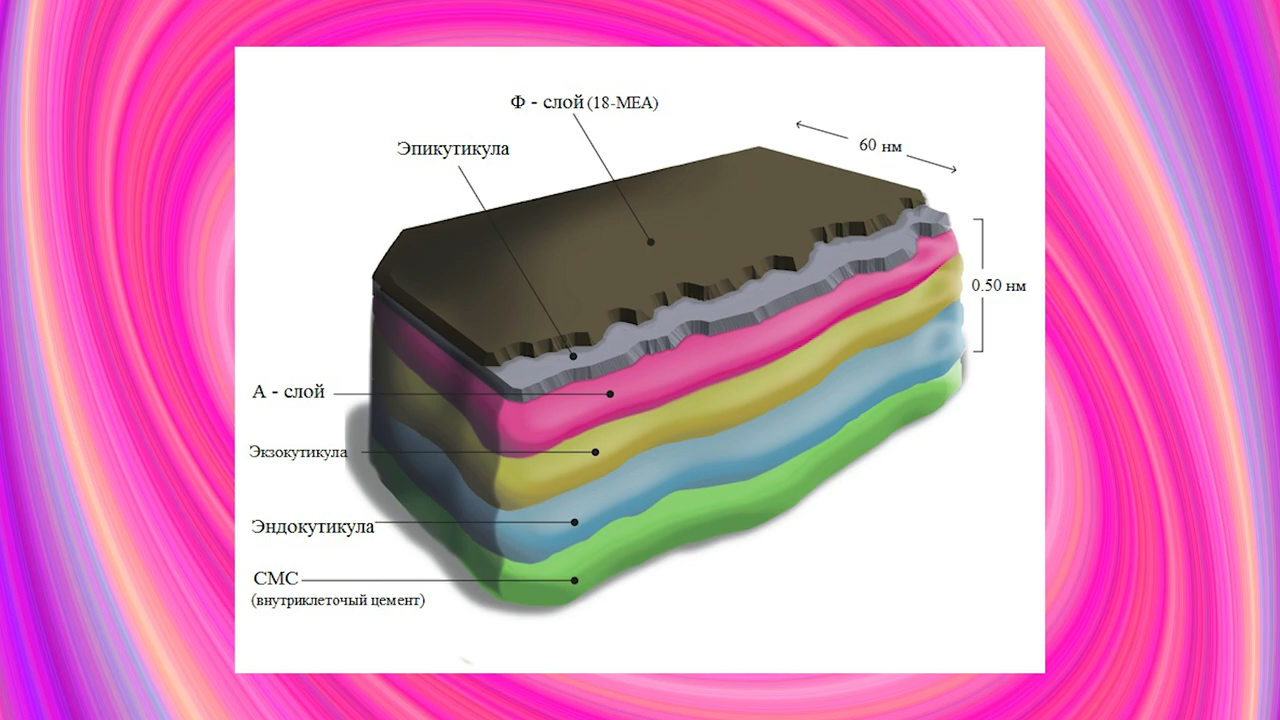 Ф - слой (18-МЕА)
Эпикутикула
60 нм
0.50 нм
А - слой
Экзокутикула
Эндокутикула
СМС
(внутриклеточый цемент)